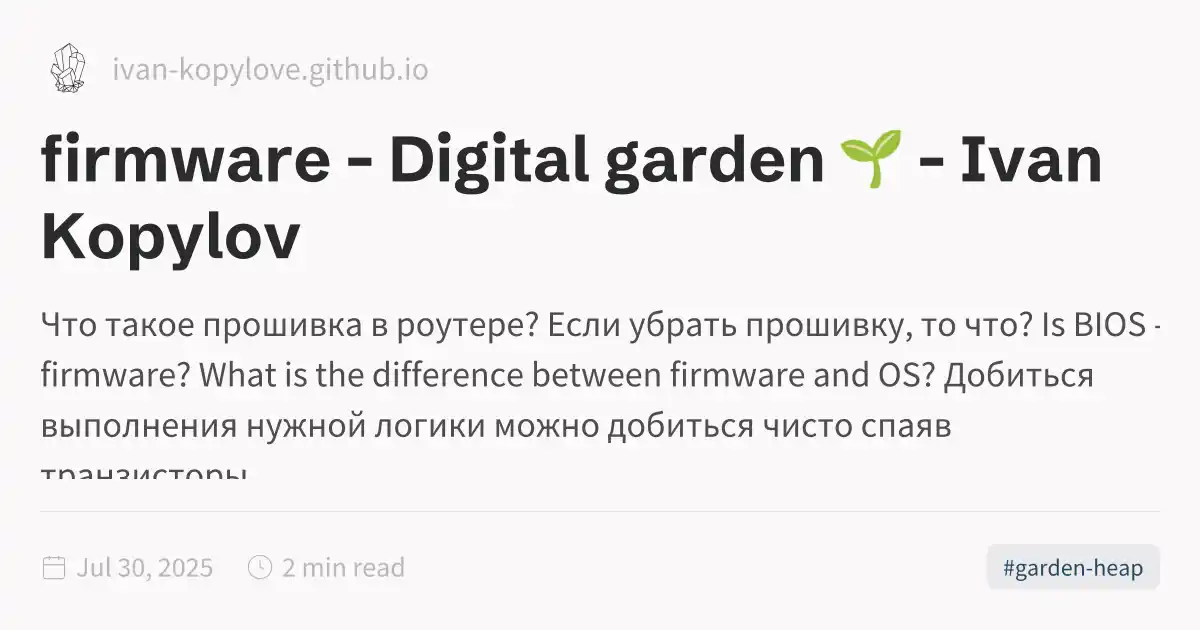 ivan-kopylove.github.io
firmware - Digital garden 🌱 - Ivan
Kopylov
Что такое прошивка в роутере? Если убрать прошивку, то что? Is BIOS -
firmware? What is the difference between firmware and OS? Добиться
выполнения нужной логики можно добиться чисто спаяв
транзисторы
Jul 30, 2025
2 min read
#garden-heap